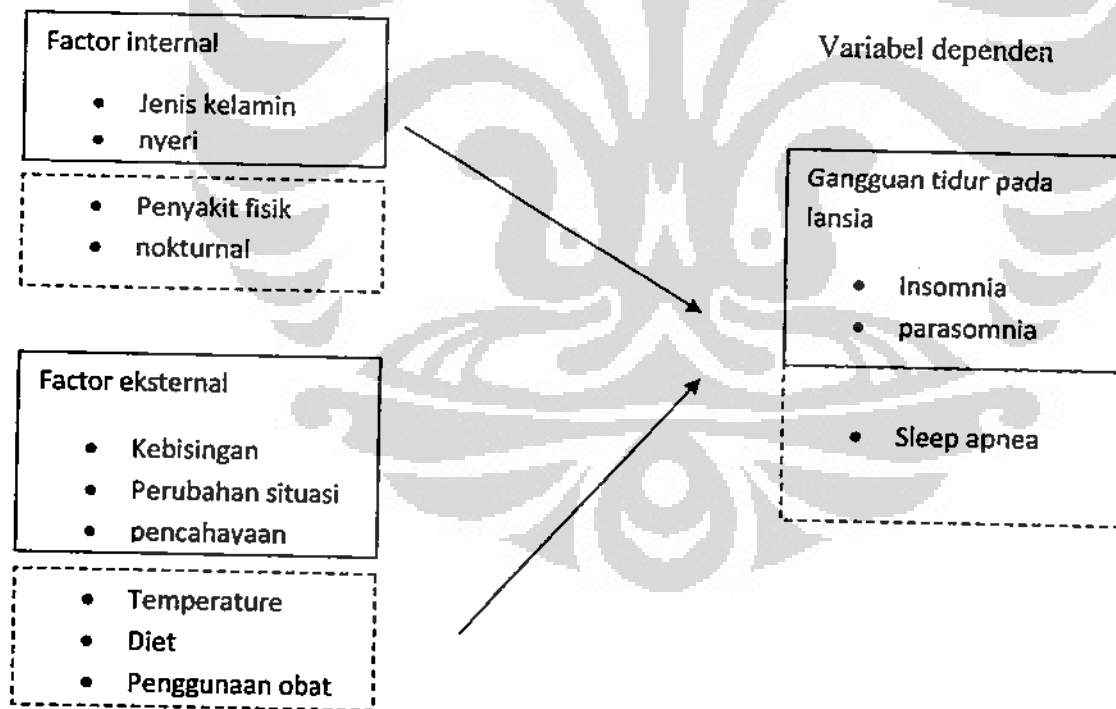 Factor internal
• Jenis kelamin
• nyeri
• Penyakit fisik
• nokturnal
Factor eksternal
• Kebisingan
• Perubahan situasi
• pencahayaan
• Temperature
• Diet
• Penggunaan obat
Variabel dependen
Gangguan tidur pada
lansia
• Insomnia
• parasomnia
• Sleep apnea